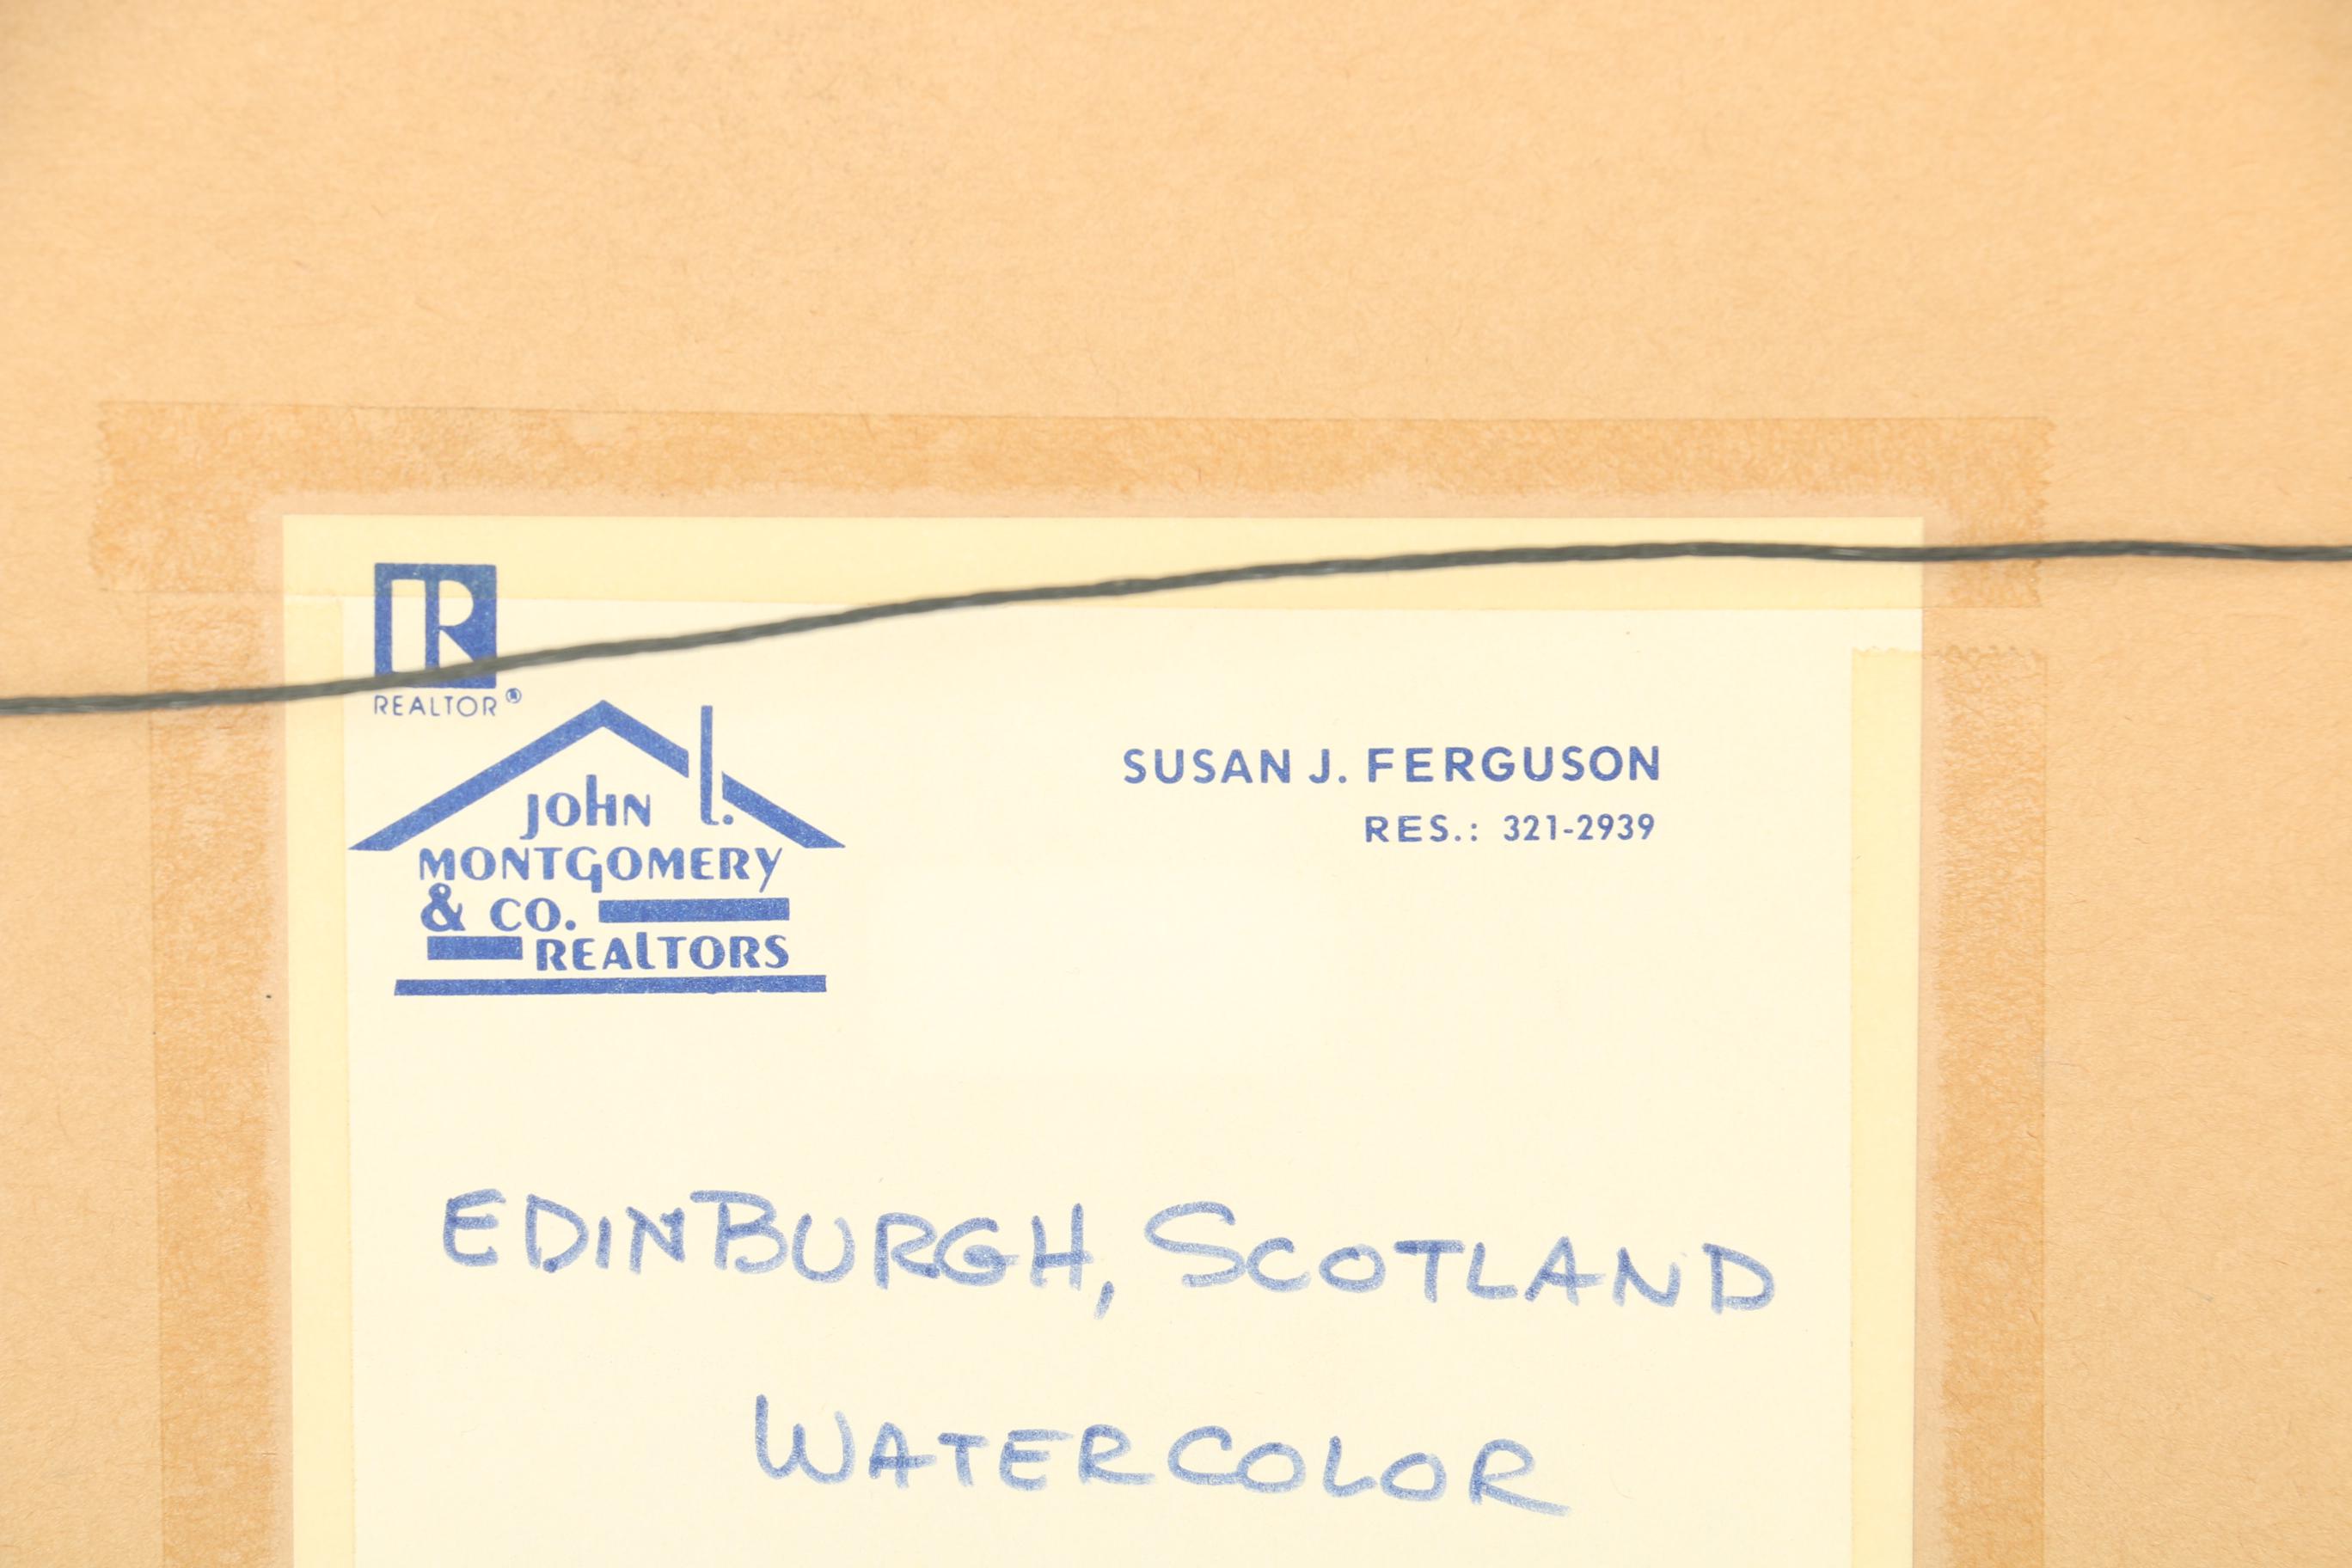 R
REALTOR®
JOHN L.
MONTGOMERY
& CO.
REALTORS
SUSAN J. FERGUSON
RES.: 321-2939
EDINBURGH, SCOTLAND
WATERCOLOR